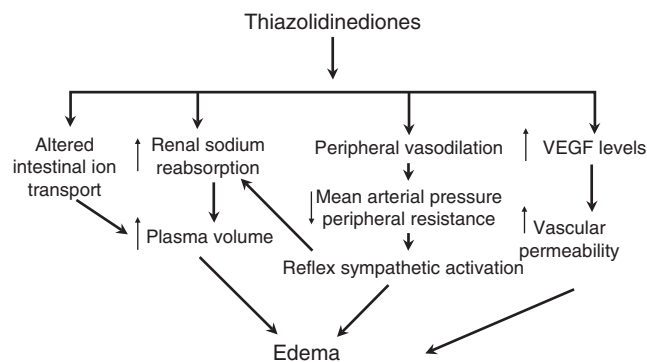 Thiazolidinediones
Altered
intestinal ion
transport
Renal sodium
reabsorption
Peripheral vasodilation
VEGF levels
Mean arterial pressure
peripheral resistance
Plasma volume
Vascular
permeability
Reflex sympathetic activation
Edema